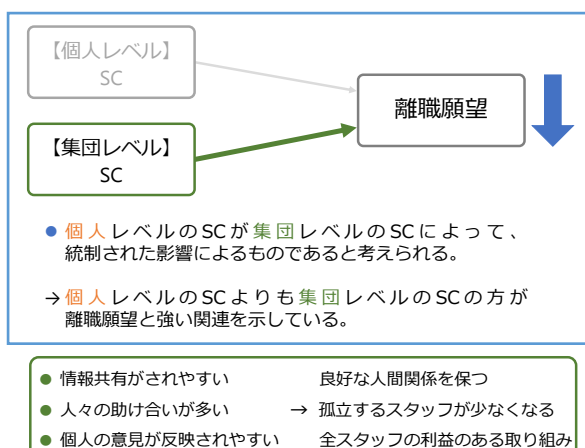 【個人レベル】
SC
離職願望
【集団レベル】
SC
● 個人レベルのSCが集団レベルのSCによって、
統制された影響によるものであると考えられる。
→個人レベルのSCよりも集団レベルのSCの方が
離職願望と強い関連を示している。
● 情報共有がされやすい 良好な人間関係を保つ
● 人々の助け合いが多い → 孤立するスタッフが少なくなる
● 個人の意見が反映されやすい 全スタッフの利益のある取り組み